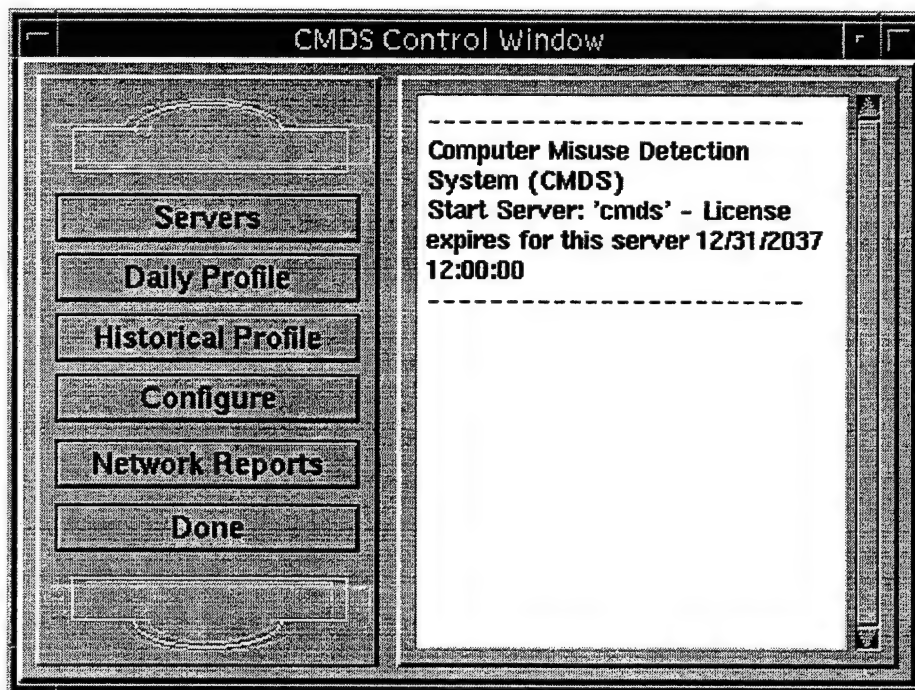 CMDS Control Window
Servers
Daily Profile
Historical Profile
Configure
Network Reports
Done
---------------------------
Computer Misuse Detection
System (CMDS)
Start Server: 'cmds' - License
expires for this server 12/31/2037
12:00:00
---------------------------